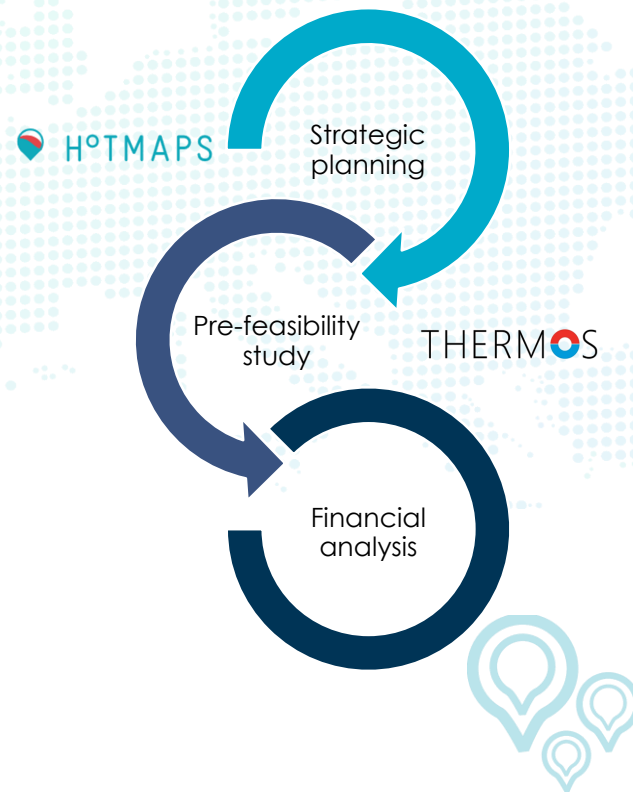 HOTMAPS
Strategic
planning
Pre-feasibility
study
THERMOS
Financial
analysis